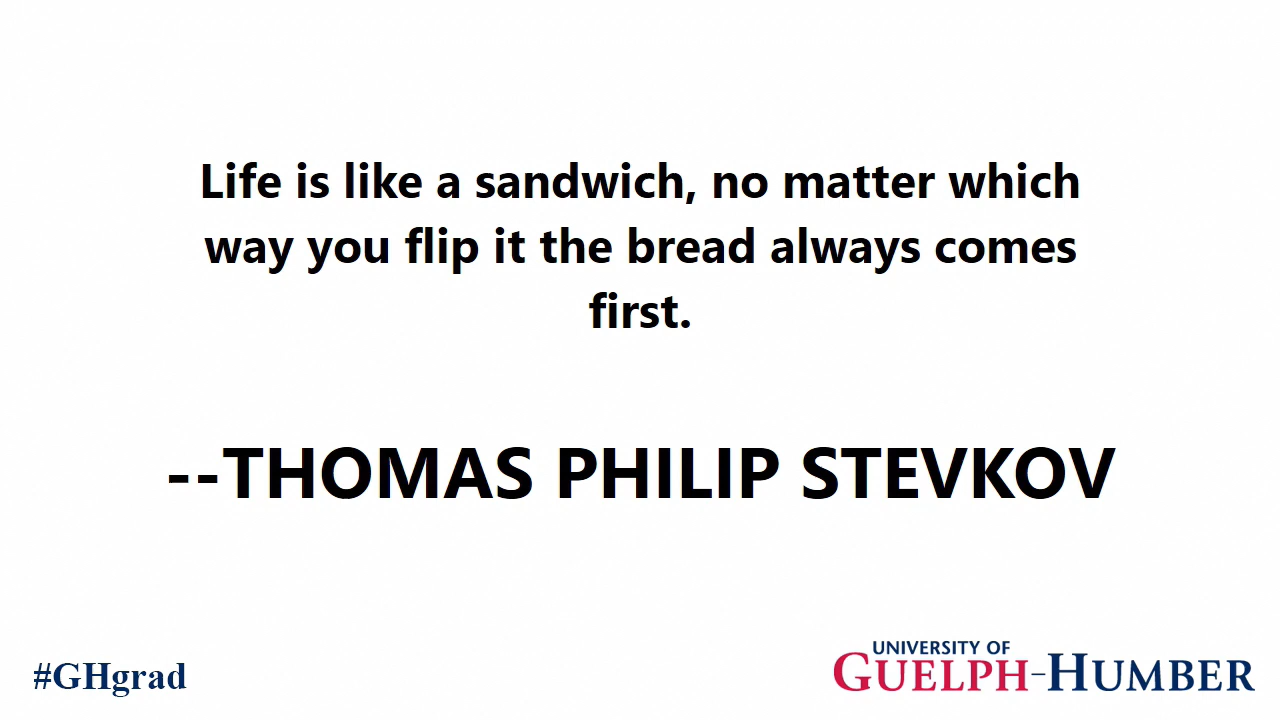 Life is like a sandwich, no matter which
way you flip it the bread always comes
first.
--THOMAS PHILIP STEVKOV
#GHgrad
UNIVERSITY OF
GUELPH-HUMBER